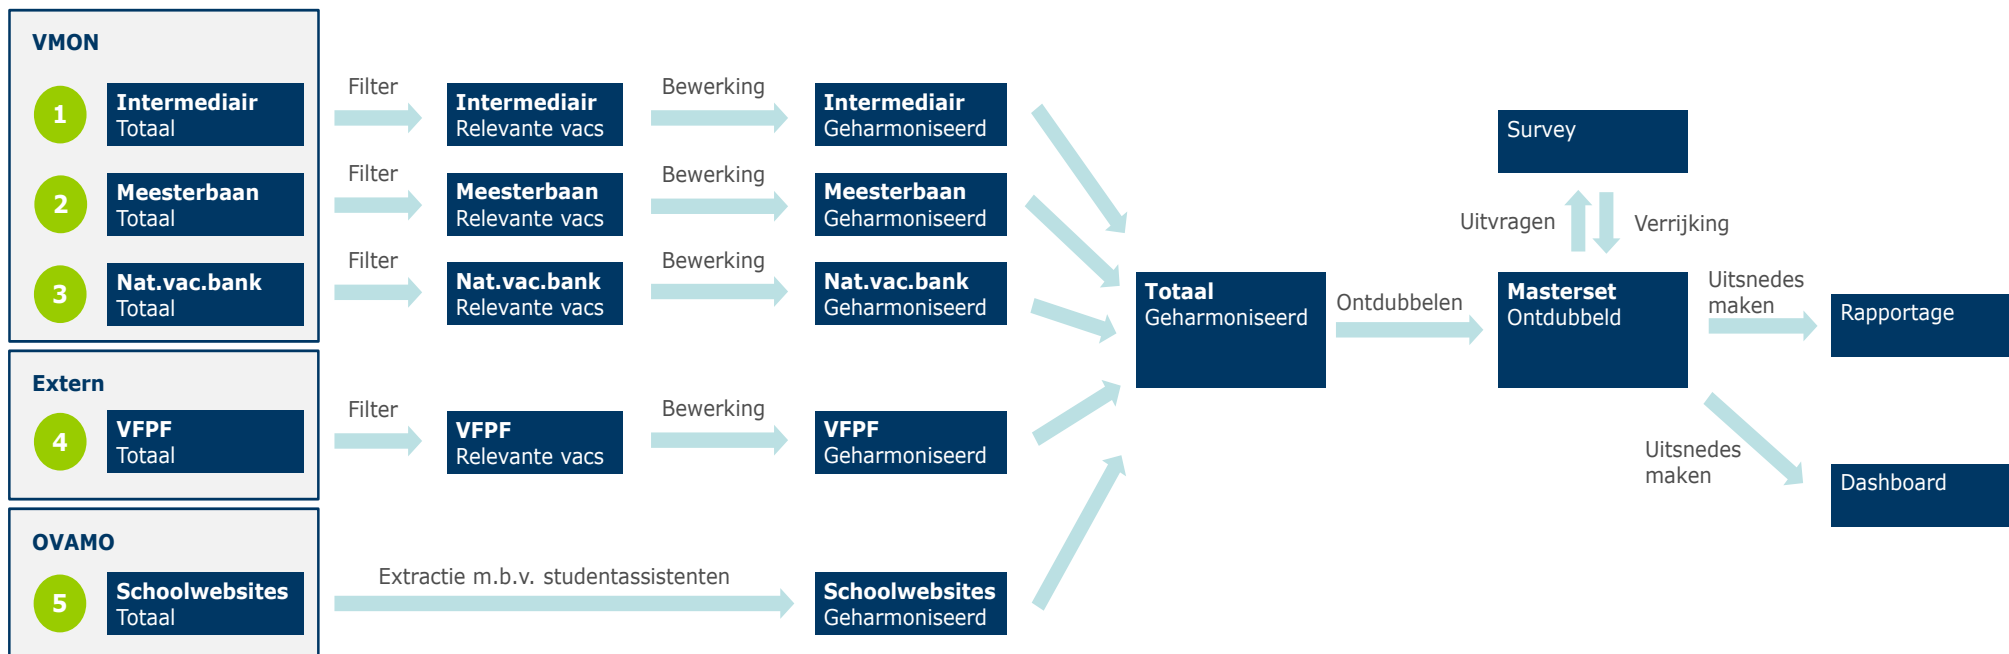 VMON
1
Intermediair
Totaal
Filter
Intermediair
Relevante vacs
Bewerking
Intermediair
Geharmoniseerd
2
Meesterbaan
Totaal
Filter
Meesterbaan
Relevante vacs
Bewerking
Meesterbaan
Geharmoniseerd
3
Nat.vac.bank
Totaal
Filter
Nat.vac.bank
Relevante vacs
Bewerking
Nat.vac.bank
Geharmoniseerd
Extern
4
VFPF
Totaal
Filter
VFPF
Relevante vacs
Bewerking
VFPF
Geharmoniseerd
OVAMO
5
Schoolwebsites
Totaal
Extractie m.b.v. studentassistenten
Schoolwebsites
Geharmoniseerd
Totaal
Geharmoniseerd
Ontdubbelen
Masterset
Ontdubbeld
Uitvragen
Verrijking
Survey
Uitsnedes
maken
Rapportage
Uitsnedes
maken
Dashboard